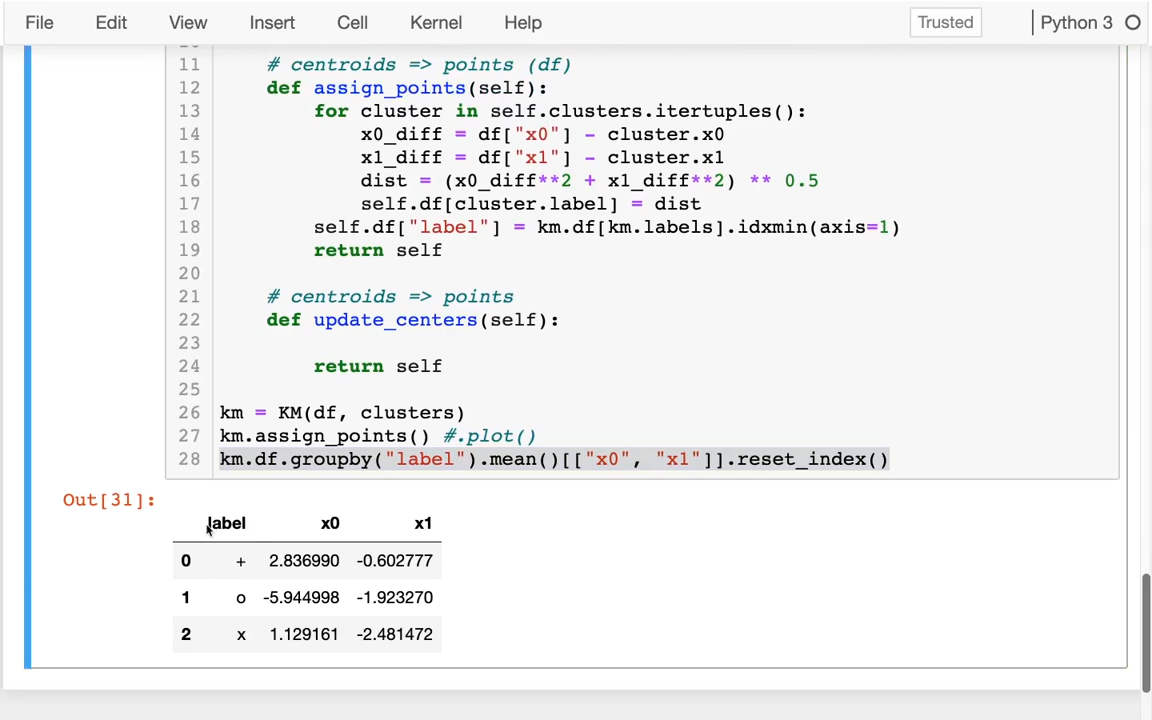 File Edit View Insert Cell Kernel Help Trusted Python 3
11 # centroids => points (df)
12 def assign_points(self):
13 for cluster in self.clusters.itertuples():
14 x0_diff = df["x0"] - cluster.x0
15 x1_diff = df["x1"] - cluster.x1
16 dist = (x0_diff**2 + x1_diff**2) ** 0.5
17 self.df[cluster.label] = dist
18 self.df["label"] = km.df[km.labels].idxmin(axis=1)
19 return self
20
21 # centroids => points
22 def update_centers(self):
23
24 return self
25
26 km = KM(df, clusters)
27 km.assign_points() #.plot()
28 km.df.groupby("label").mean()[["x0", "x1"]].reset_index()
Out[31]:
label x0 x1
0 + 2.836990 -0.602777
1 o -5.944998 -1.923270
2 x 1.129161 -2.481472